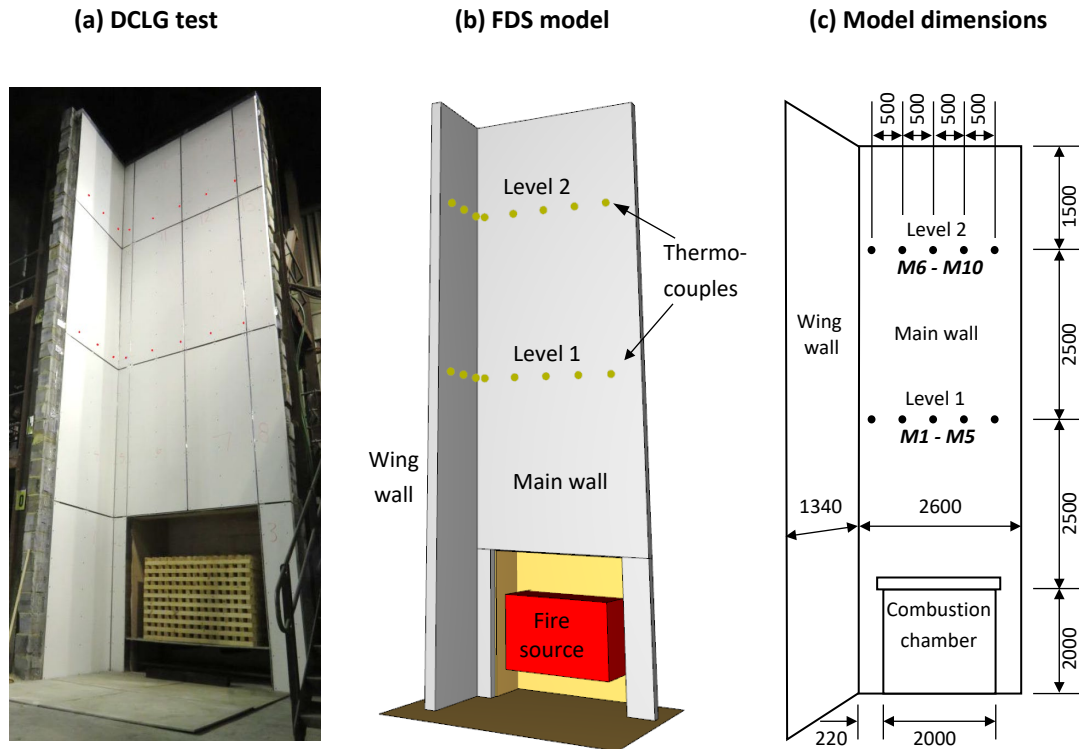 (a) DCLG test
(b) FDS model
(c) Model dimensions
Level 2
Thermo-
couples
Level 1
Wing
wall
Main wall
Fire
source
500
500
500
500
1500
Level 2
M6 - M10
2500
Wing
wall
Main wall
Level 1
M1 - M5
1340
2600
2500
Combustion
chamber
2000
220
2000